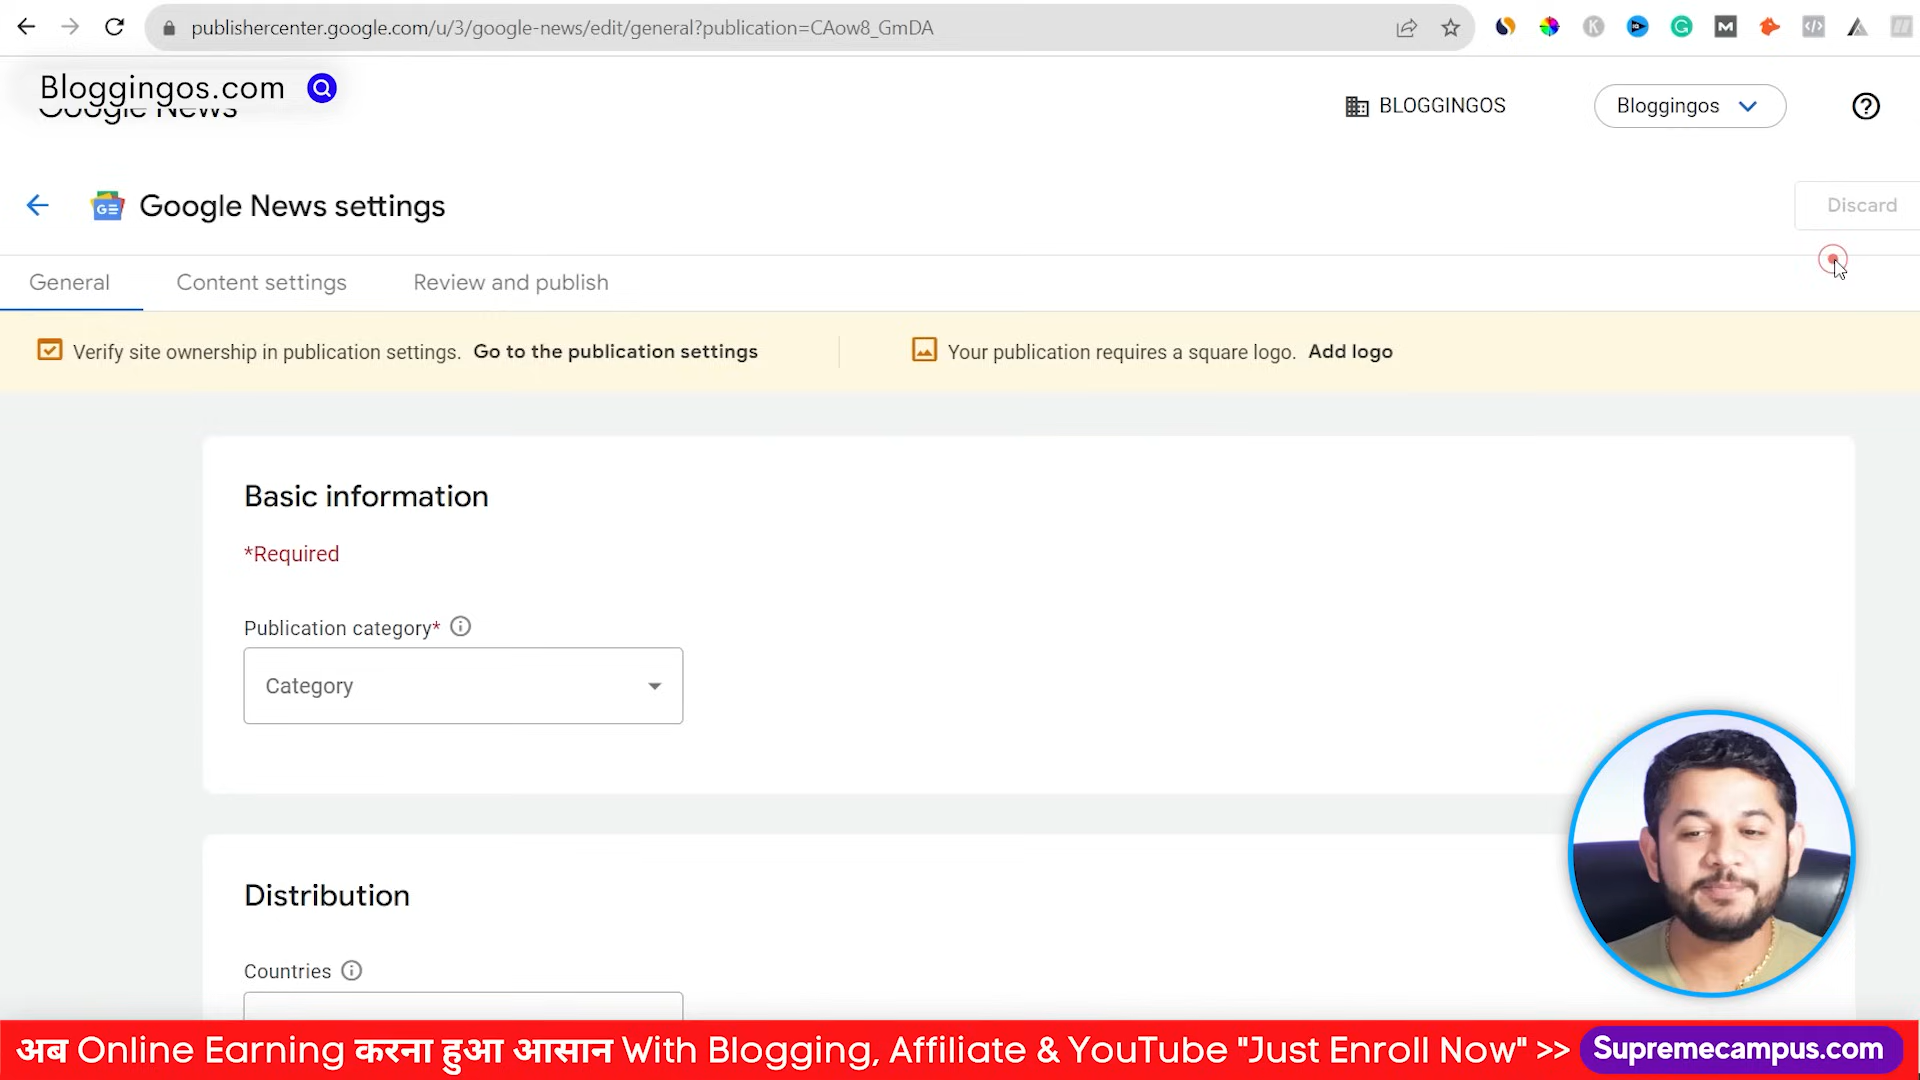 publishercenter.google.com/u/3/google-news/edit/general?publication=CAow8_GmDA
Bloggingos.com
Google News
BLOGGINGOS
Bloggingos
Google News settings
Discard
General
Content settings
Review and publish
Verify site ownership in publication settings. Go to the publication settings
Your publication requires a square logo. Add logo
Basic information
*Required
Publication category*
Category
Distribution
Countries
अब Online Earning करना हुआ आसान With Blogging, Affiliate & YouTube "Just Enroll Now" >> Supremecampus.com